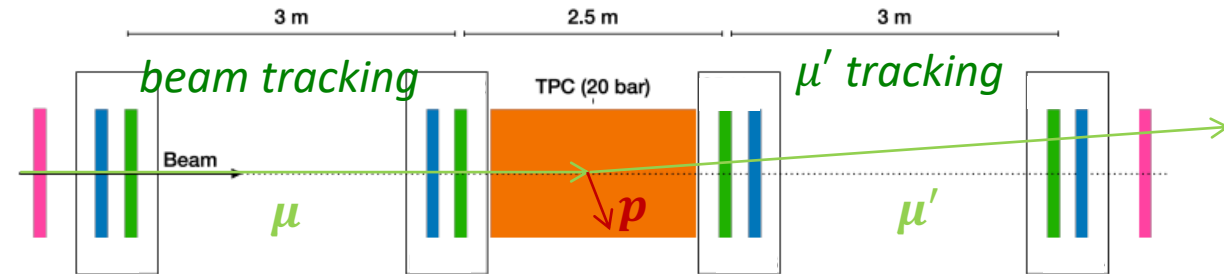 3 m 2.5 m 3 m
beam tracking μ′ tracking
TPC (20 bar)
Beam
μ p μ′